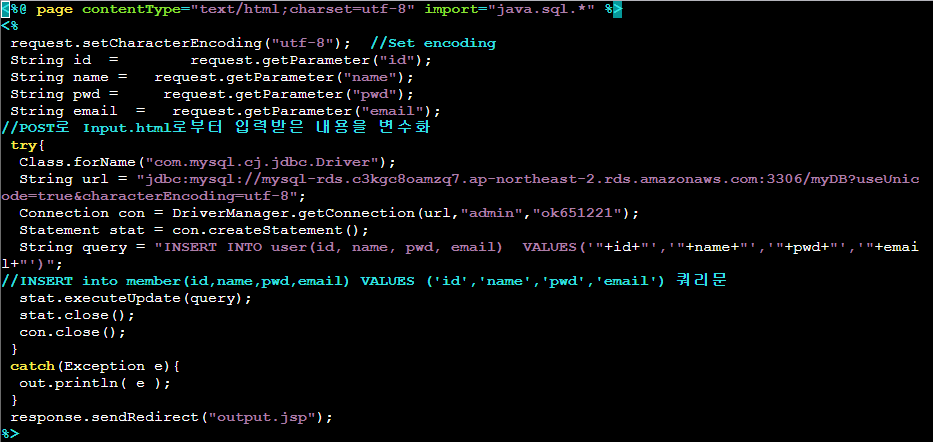 <%@ page contentType="text/html;charset=utf-8" import="java.sql.*" %>
<%
 request.setCharacterEncoding("utf-8");  //Set encoding
 String id  =        request.getParameter("id");
 String name =   request.getParameter("name");
 String pwd =     request.getParameter("pwd");
 String email  =   request.getParameter("email");
//POST로 Input.html로부터 입력받은 내용을 변수화
 try{
  Class.forName("com.mysql.cj.jdbc.Driver");
  String url = "jdbc:mysql://mysql-rds.c3kgc8oamzq7.ap-northeast-2.rds.amazonaws.com:3306/myDB?useUnic
ode=true&characterEncoding=utf-8";
  Connection con = DriverManager.getConnection(url,"admin","ok651221");
  Statement stat = con.createStatement();
  String query = "INSERT INTO user(id, name, pwd, email)  VALUES('"+id+"','"+name+"','"+pwd+"','"+emai
l+"')";
//INSERT into member(id,name,pwd,email) VALUES ('id','name','pwd','email') 쿼리문
  stat.executeUpdate(query);
  stat.close();
  con.close();
 }
 catch(Exception e){
  out.println( e );
 }
 response.sendRedirect("output.jsp");
%>